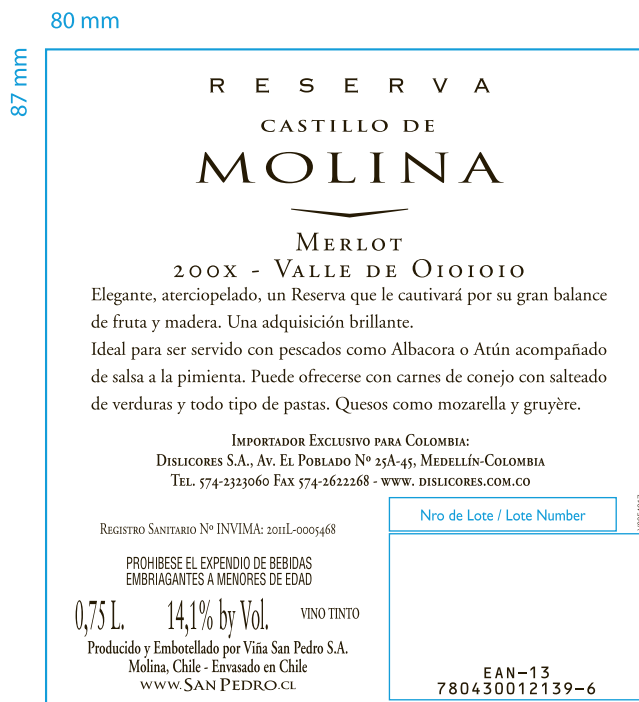 80 mm
87 mm
RESERVA
CASTILLO DE
MOLINA
MERLOT
200X - VALLE DE OIOIOIO
Elegante, aterciopelado, un Reserva que le cautivará por su gran balance
de fruta y madera. Una adquisición brillante.
Ideal para ser servido con pescados como Albacora o Atún acompañado
de salsa a la pimienta. Puede ofrecerse con carnes de conejo con salteado
de verduras y todo tipo de pastas. Quesos como mozarella y gruyère.
IMPORTADOR EXCLUSIVO PARA COLOMBIA:
DISLICORES S.A., AV. EL POBLADO Nº 25A-45, MEDELLÍN-COLOMBIA
TEL. 574-2323060 FAX 574-2622268 - WWW. DISLICORES.COM.CO
Nro de Lote / Lote Number
REGISTRO SANITARIO Nº INVIMA: 2011L-0005468
PROHIBESE EL EXPENDIO DE BEBIDAS
EMBRIAGANTES A MENORES DE EDAD
0,75 L. 14,1% by Vol. VINO TINTO
Producido y Embotellado por Viña San Pedro S.A.
Molina, Chile - Envasado en Chile
WWW.SAN PEDRO.CL
EAN-13
780430012139-6